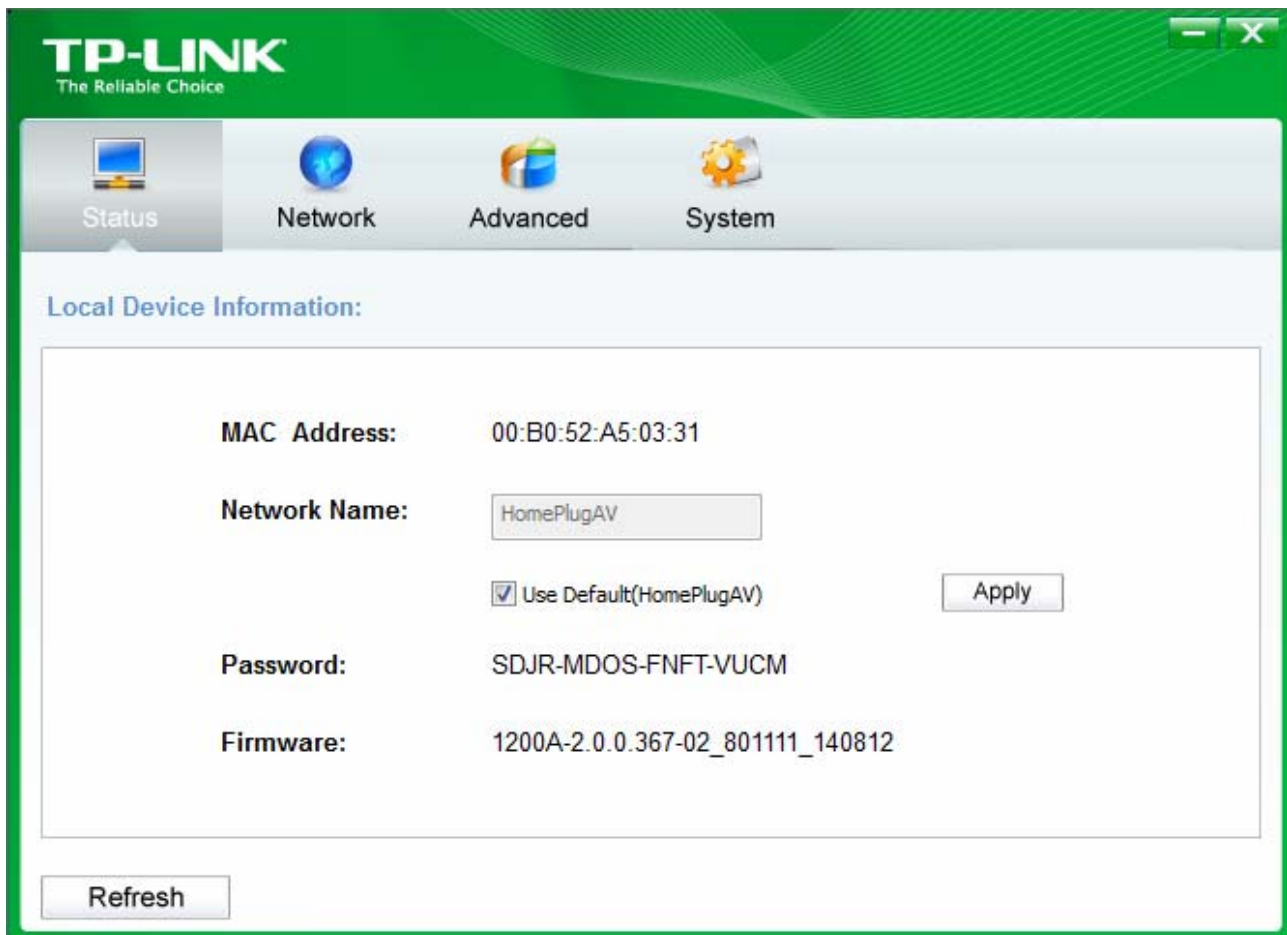 TP-LINK
The Reliable Choice
Status Network Advanced System
Local Device Information:
MAC Address: 00:B0:52:A5:03:31
Network Name: HomePlugAV
Use Default(HomePlugAV) Apply
Password: SDJR-MDOS-FNFT-VUCM
Firmware: 1200A-2.0.0.367-02_801111_140812
Refresh